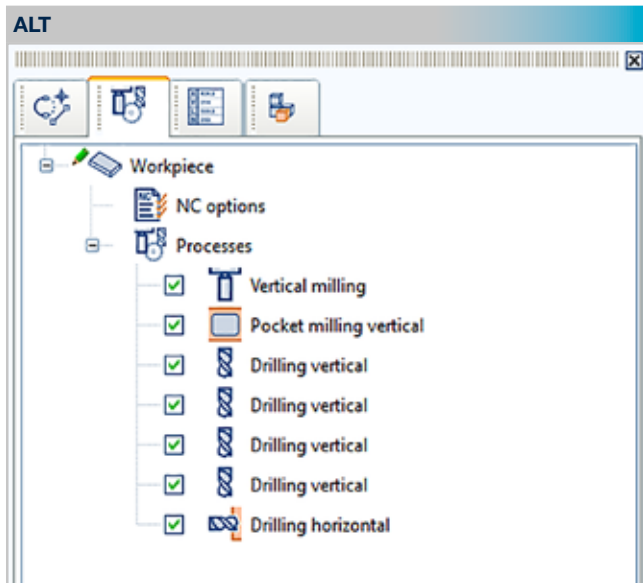 ALT
Workpiece
NC options
Processes
Vertical milling
Pocket milling vertical
Drilling vertical
Drilling vertical
Drilling vertical
Drilling vertical
Drilling horizontal